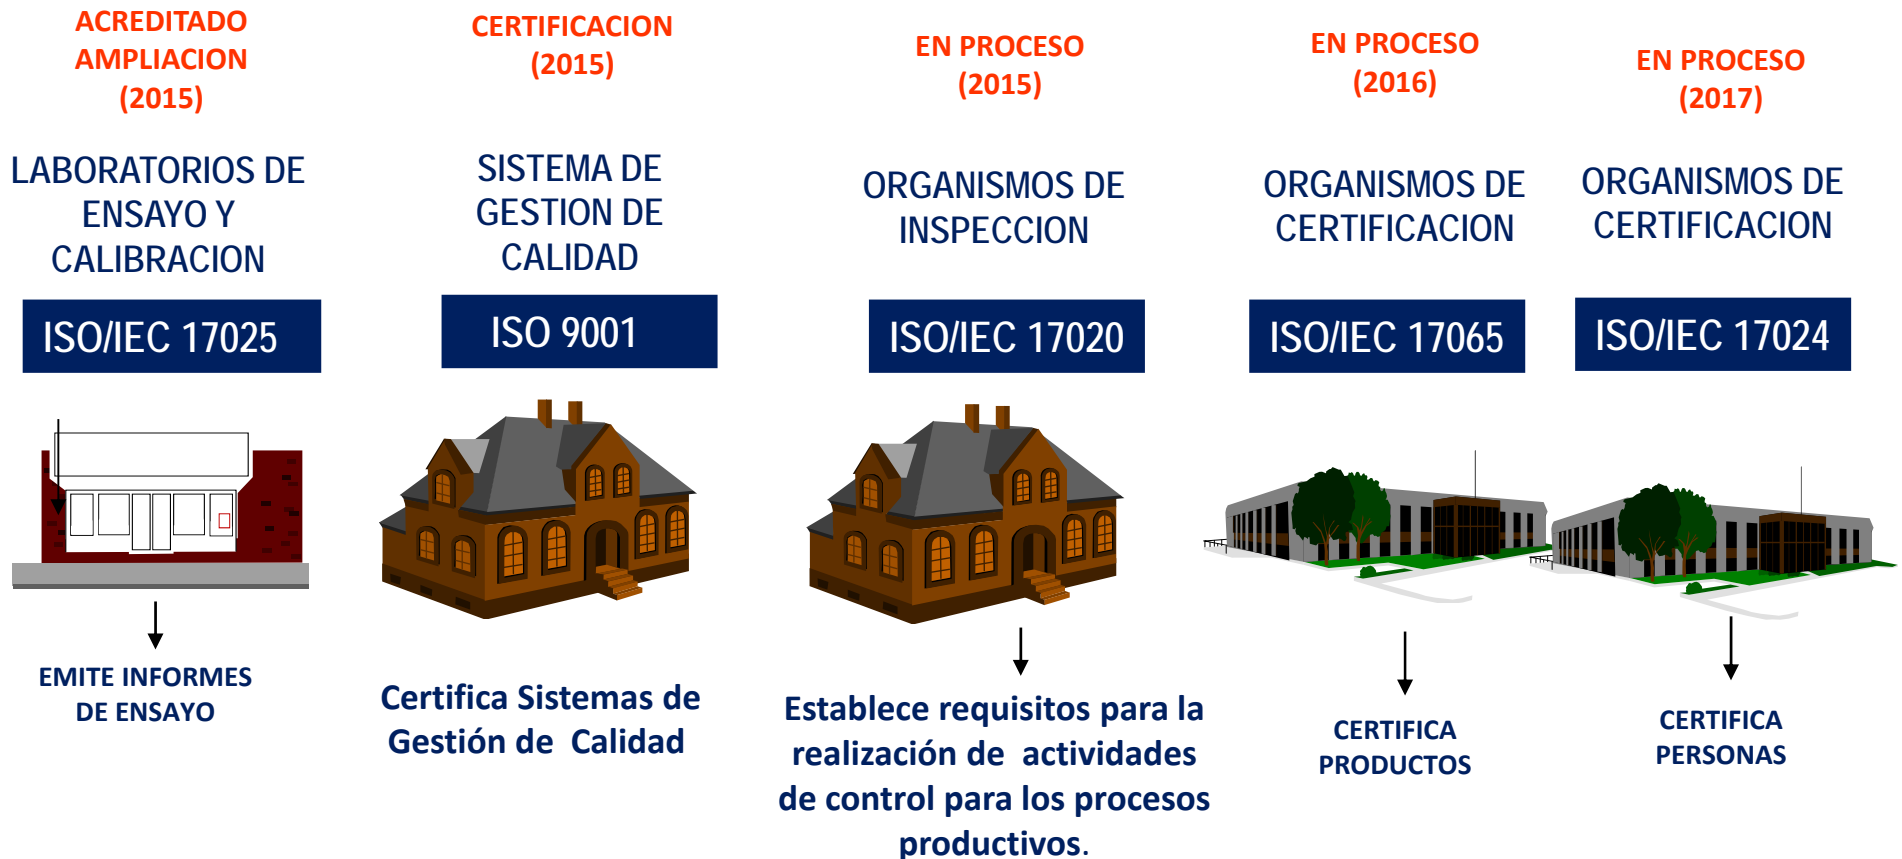 ACREDITADO
AMPLIACION
(2015)
LABORATORIOS DE
ENSAYO Y
CALIBRACION
ISO/IEC 17025
EMITE INFORMES
DE ENSAYO
CERTIFICACION
(2015)
SISTEMA DE
GESTION DE
CALIDAD
ISO 9001
Certifica Sistemas de
Gestión de Calidad
EN PROCESO
(2015)
ORGANISMOS DE
INSPECCION
ISO/IEC 17020
Establece requisitos para la
realización de actividades
de control para los procesos
productivos.
EN PROCESO
(2016)
ORGANISMOS DE
CERTIFICACION
ISO/IEC 17065
CERTIFICA
PRODUCTOS
EN PROCESO
(2017)
ORGANISMOS DE
CERTIFICACION
ISO/IEC 17024
CERTIFICA
PERSONAS